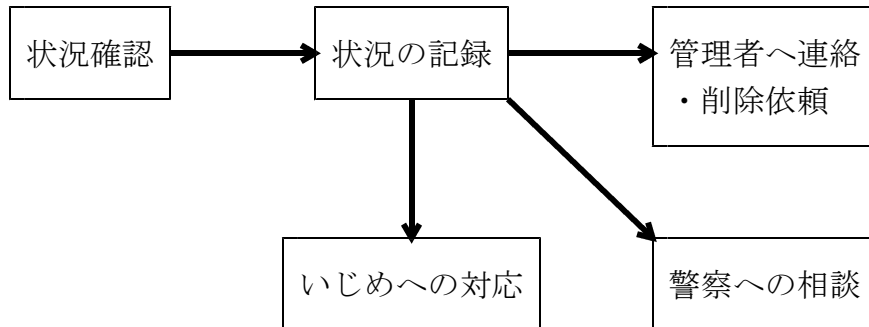 状況確認
状況の記録
管理者へ連絡
・削除依頼
いじめへの対応
警察への相談